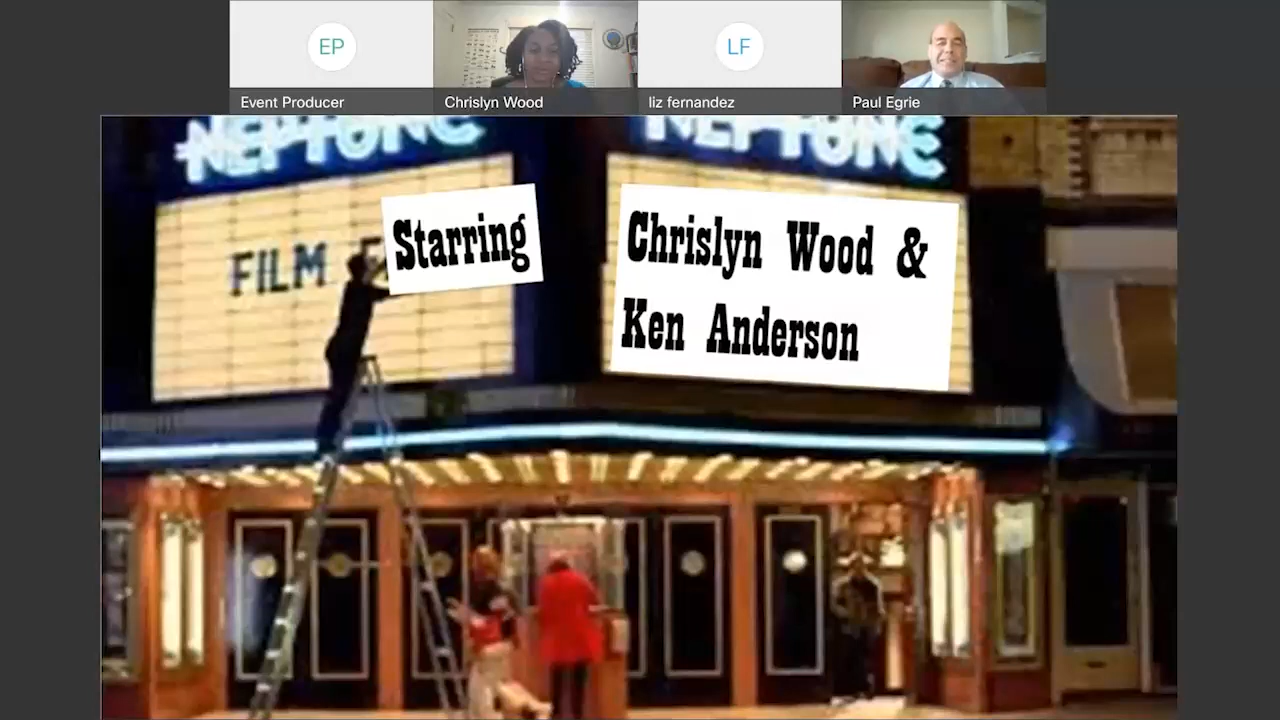 EP
LF
Event Producer
Chrislyn Wood
liz fernandez
Paul Egrie
NEPTUNE
NEPTUNE
FILM
Starring
Chrislyn Wood &
Ken Anderson